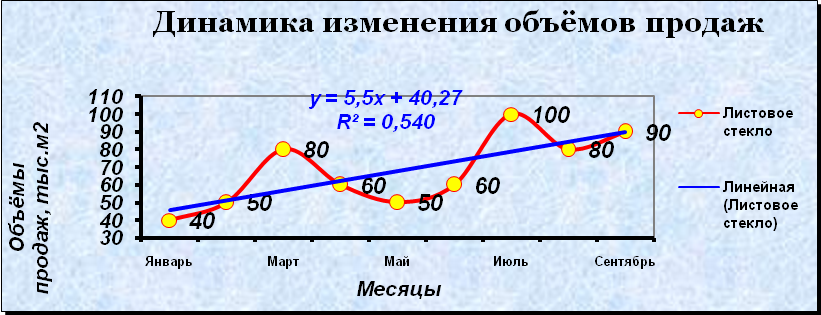 Динамика изменения объёмов продаж
y = 5,5x + 40,27
R² = 0,540
110
100
90
80
70
60
50
40
30
Объёмы
продаж, тыс.м2
40
50
80
60
50
60
100
80
90
Январь
Март
Май
Июль
Сентябрь
Месяцы
Листовое
стекло
Линейная
(Листовое
стекло)